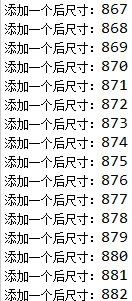 添加一个后尺寸：867
添加一个后尺寸：868
添加一个后尺寸：869
添加一个后尺寸：870
添加一个后尺寸：871
添加一个后尺寸：872
添加一个后尺寸：873
添加一个后尺寸：874
添加一个后尺寸：875
添加一个后尺寸：876
添加一个后尺寸：877
添加一个后尺寸：878
添加一个后尺寸：879
添加一个后尺寸：880
添加一个后尺寸：881
添加一个后尺寸：882